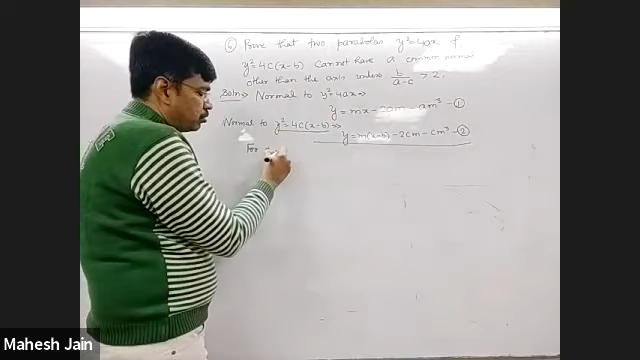 ⑥ Prove that two parabolas y²=4ax &
y²=4c(x-b) cannot have a common normal
other than the axis unless b/(a-c) > 2.
Soln:⇒ Normal to y²=4ax⇒
y=mx-2am-am³ -①
Normal to y²=4c(x-b)⇒
y=m(x-b)-2cm-cm³-②
For
Mahesh Jain